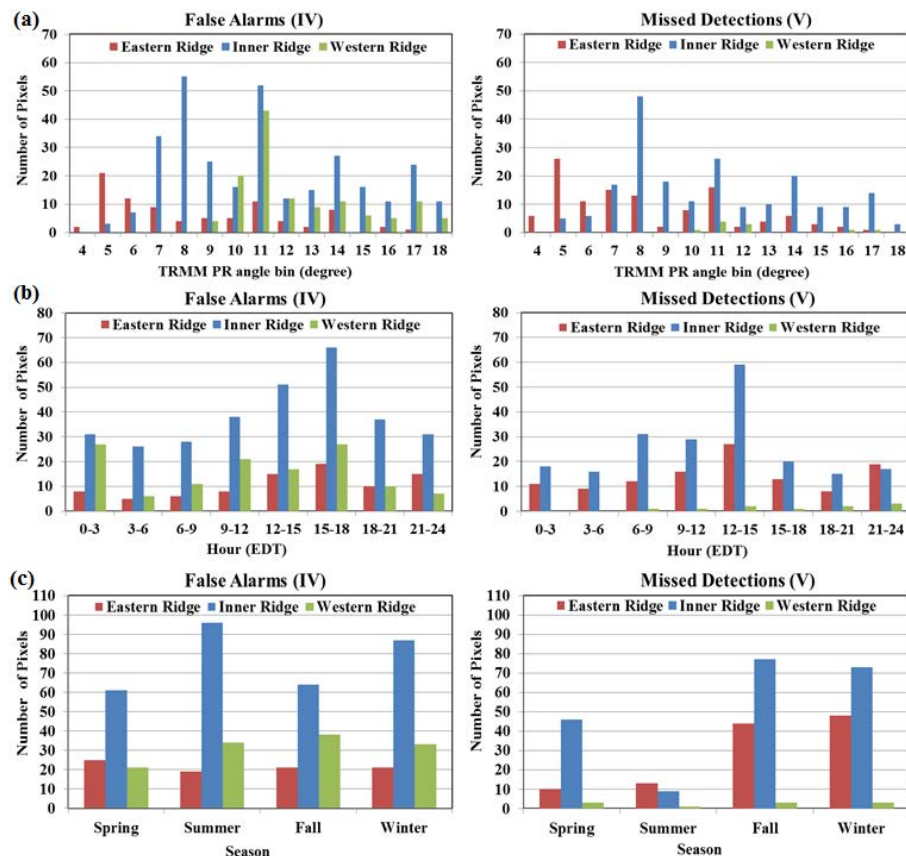 (a)
False Alarms (IV)
Eastern Ridge Inner Ridge Western Ridge
Number of Pixels
70
60
50
40
30
20
10
0
4 5 6 7 8 9 10 11 12 13 14 15 16 17 18
TRMM PR angle bin (degree)
Missed Detections (V)
Eastern Ridge Inner Ridge Western Ridge
Number of Pixels
70
60
50
40
30
20
10
0
4 5 6 7 8 9 10 11 12 13 14 15 16 17 18
TRMM PR angle bin (degree)
(b)
False Alarms (IV)
Eastern Ridge Inner Ridge Western Ridge
Number of Pixels
80
70
60
50
40
30
20
10
0
0-3 3-6 6-9 9-12 12-15 15-18 18-21 21-24
Hour (EDT)
Missed Detections (V)
Eastern Ridge Inner Ridge Western Ridge
Number of Pixels
80
70
60
50
40
30
20
10
0
0-3 3-6 6-9 9-12 12-15 15-18 18-21 21-24
Hour (EDT)
(c)
False Alarms (IV)
Eastern Ridge Inner Ridge Western Ridge
Number of Pixels
110
100
90
80
70
60
50
40
30
20
10
0
Spring Summer Fall Winter
Season
Missed Detections (V)
Eastern Ridge Inner Ridge Western Ridge
Number of Pixels
110
100
90
80
70
60
50
40
30
20
10
0
Spring Summer Fall Winter
Season